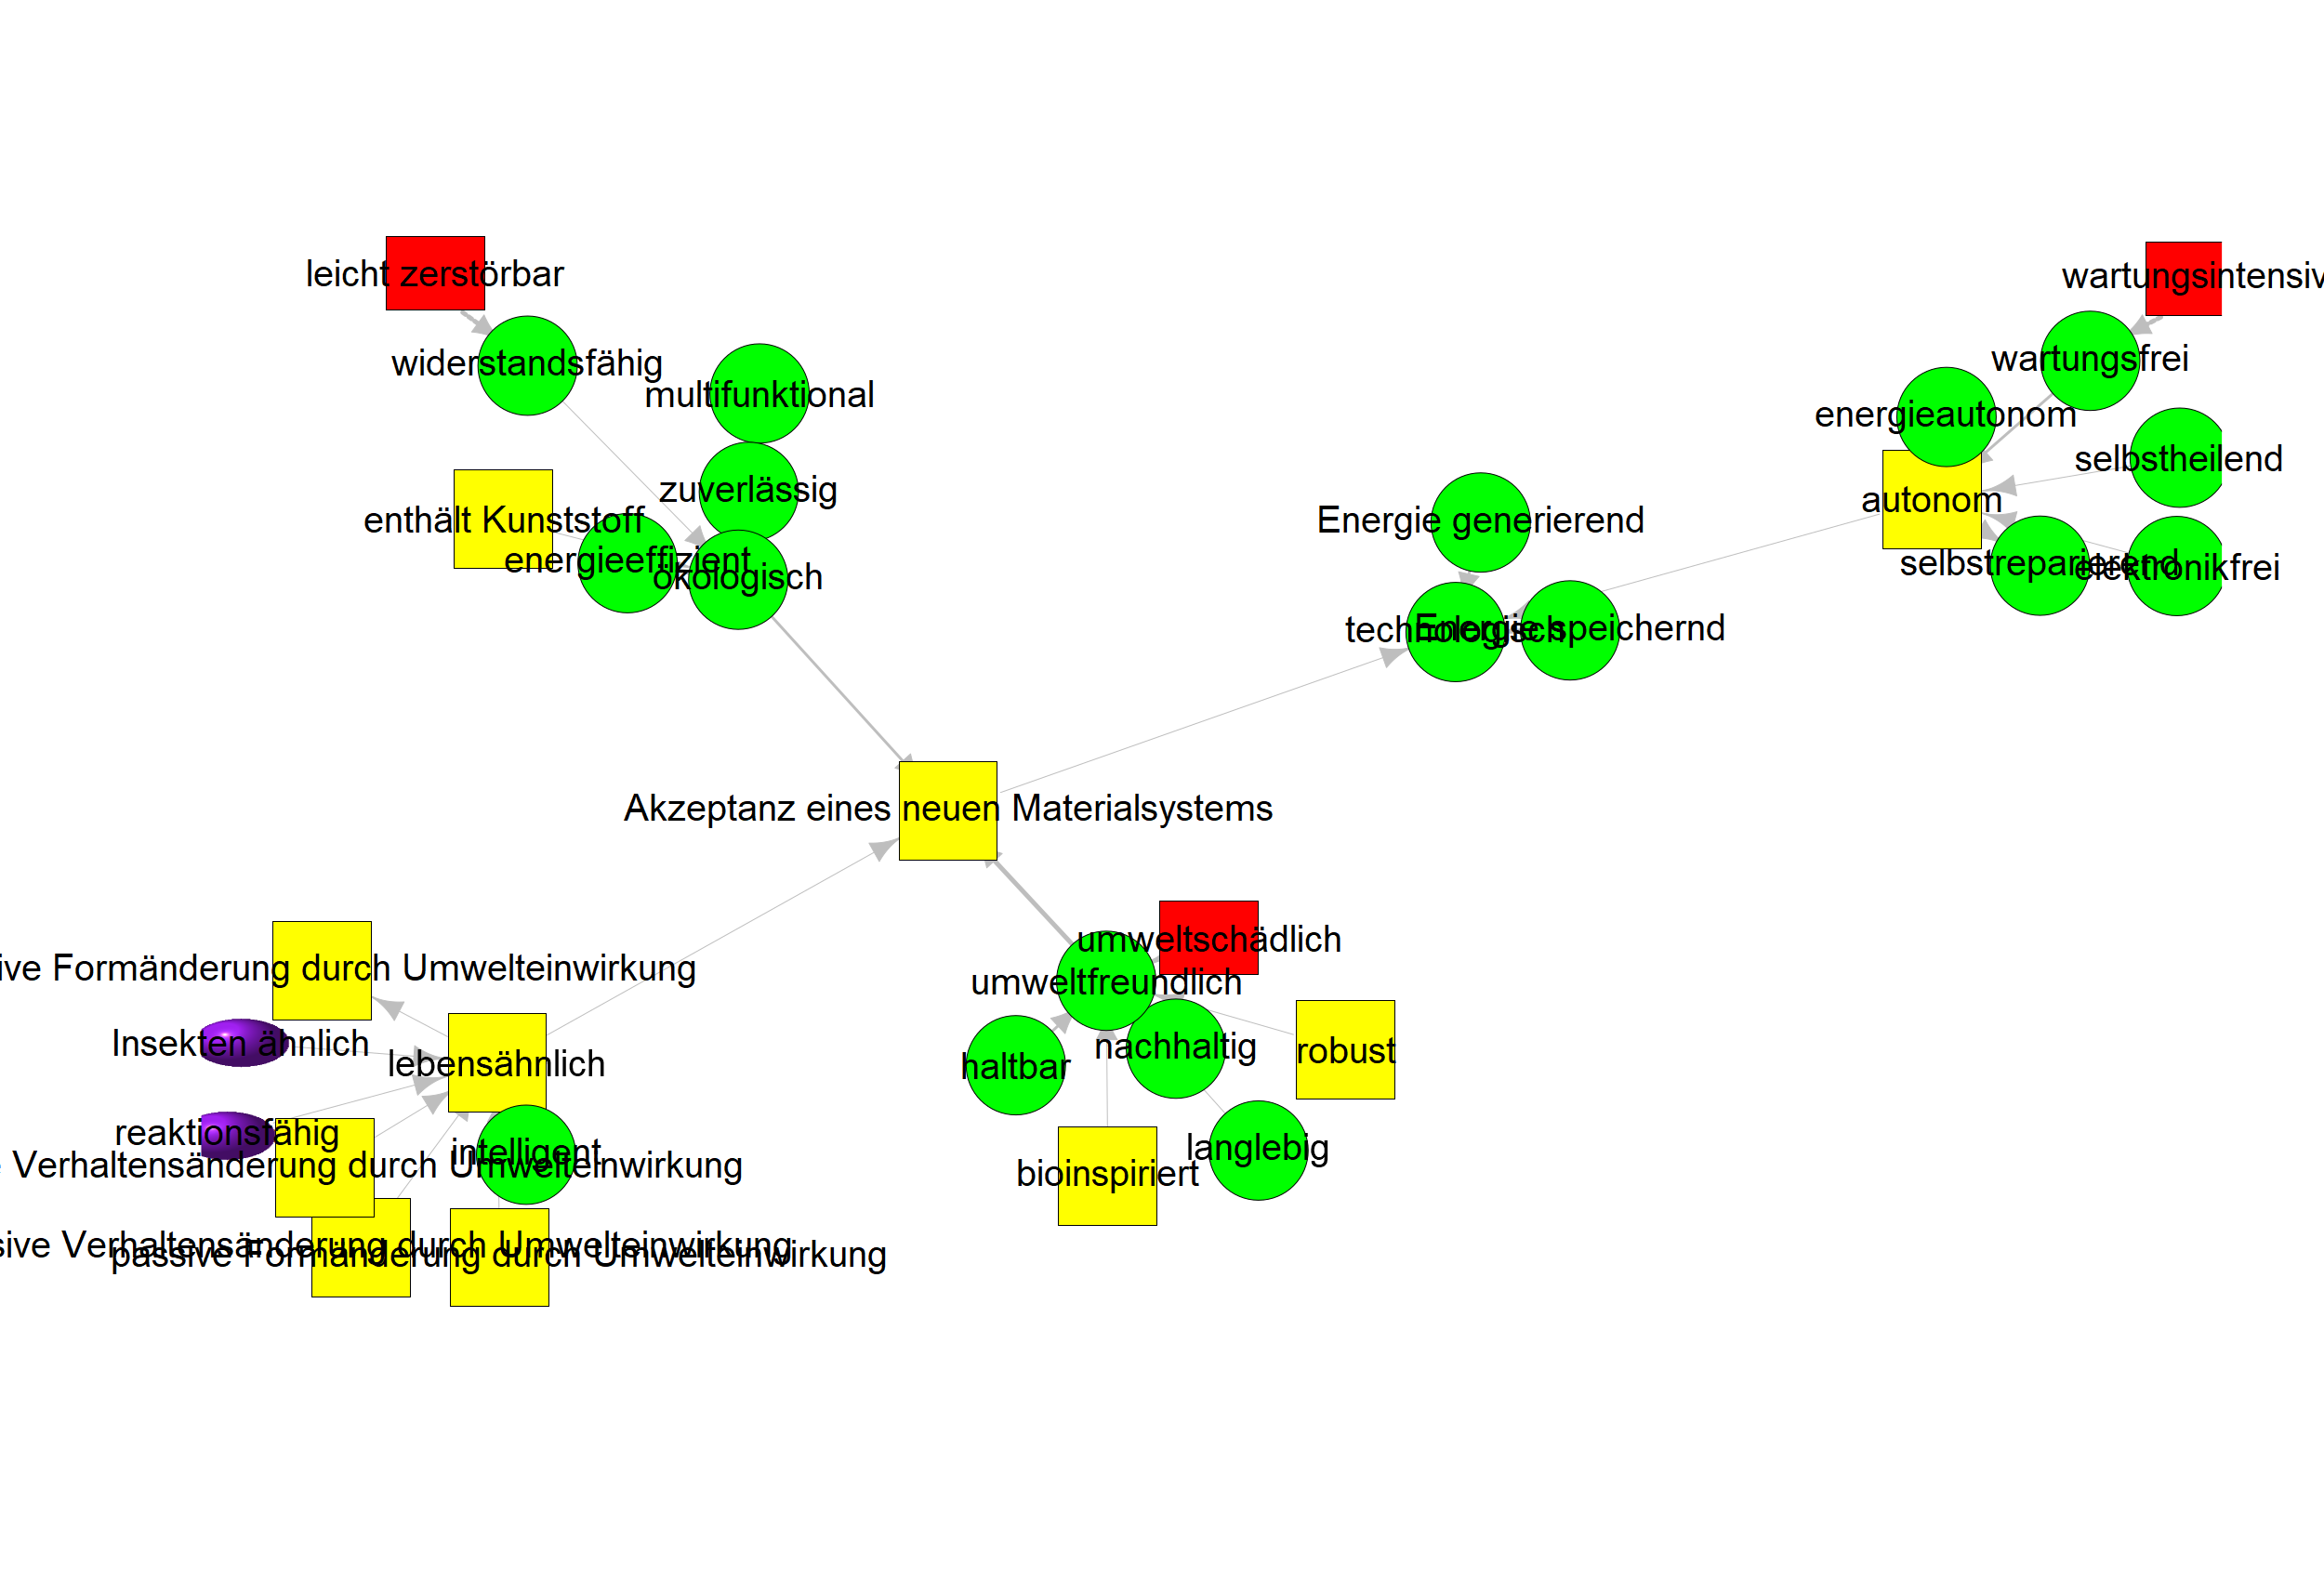 leicht zerstörbar
wartungsintensiv
widerstandsfähig
wartungsfrei
multifunktional
energieautonom
selbstheilend
zuverlässig
autonom
enthält Kunststoff
Energie generierend
energieeffizient
ökologisch
selbstreparierend
elektronikfrei
technologisch
Energie speichernd
Akzeptanz eines neuen Materialsystems
umweltschädlich
ive Formänderung durch Umwelteinwirkung
umweltfreundlich
Insekten ähnlich
lebensähnlich
haltbar
nachhaltig
robust
reaktionsfähig
intelligent
langlebig
Verhaltensänderung durch Umwelteinwirkung
bioinspiriert
sive Verhaltensänderung durch Umwelteinwirkung
passive Formänderung durch Umwelteinwirkung